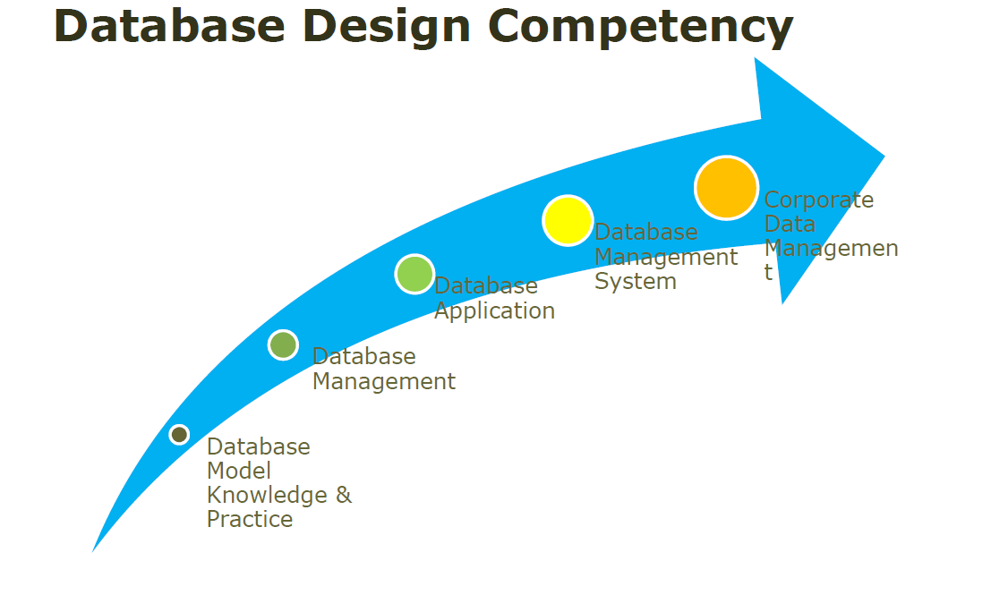 Database Design Competency
Corporate
Data
Managemen
t
Database
Management
System
Database
Application
Database
Management
Database
Model
Knowledge &
Practice